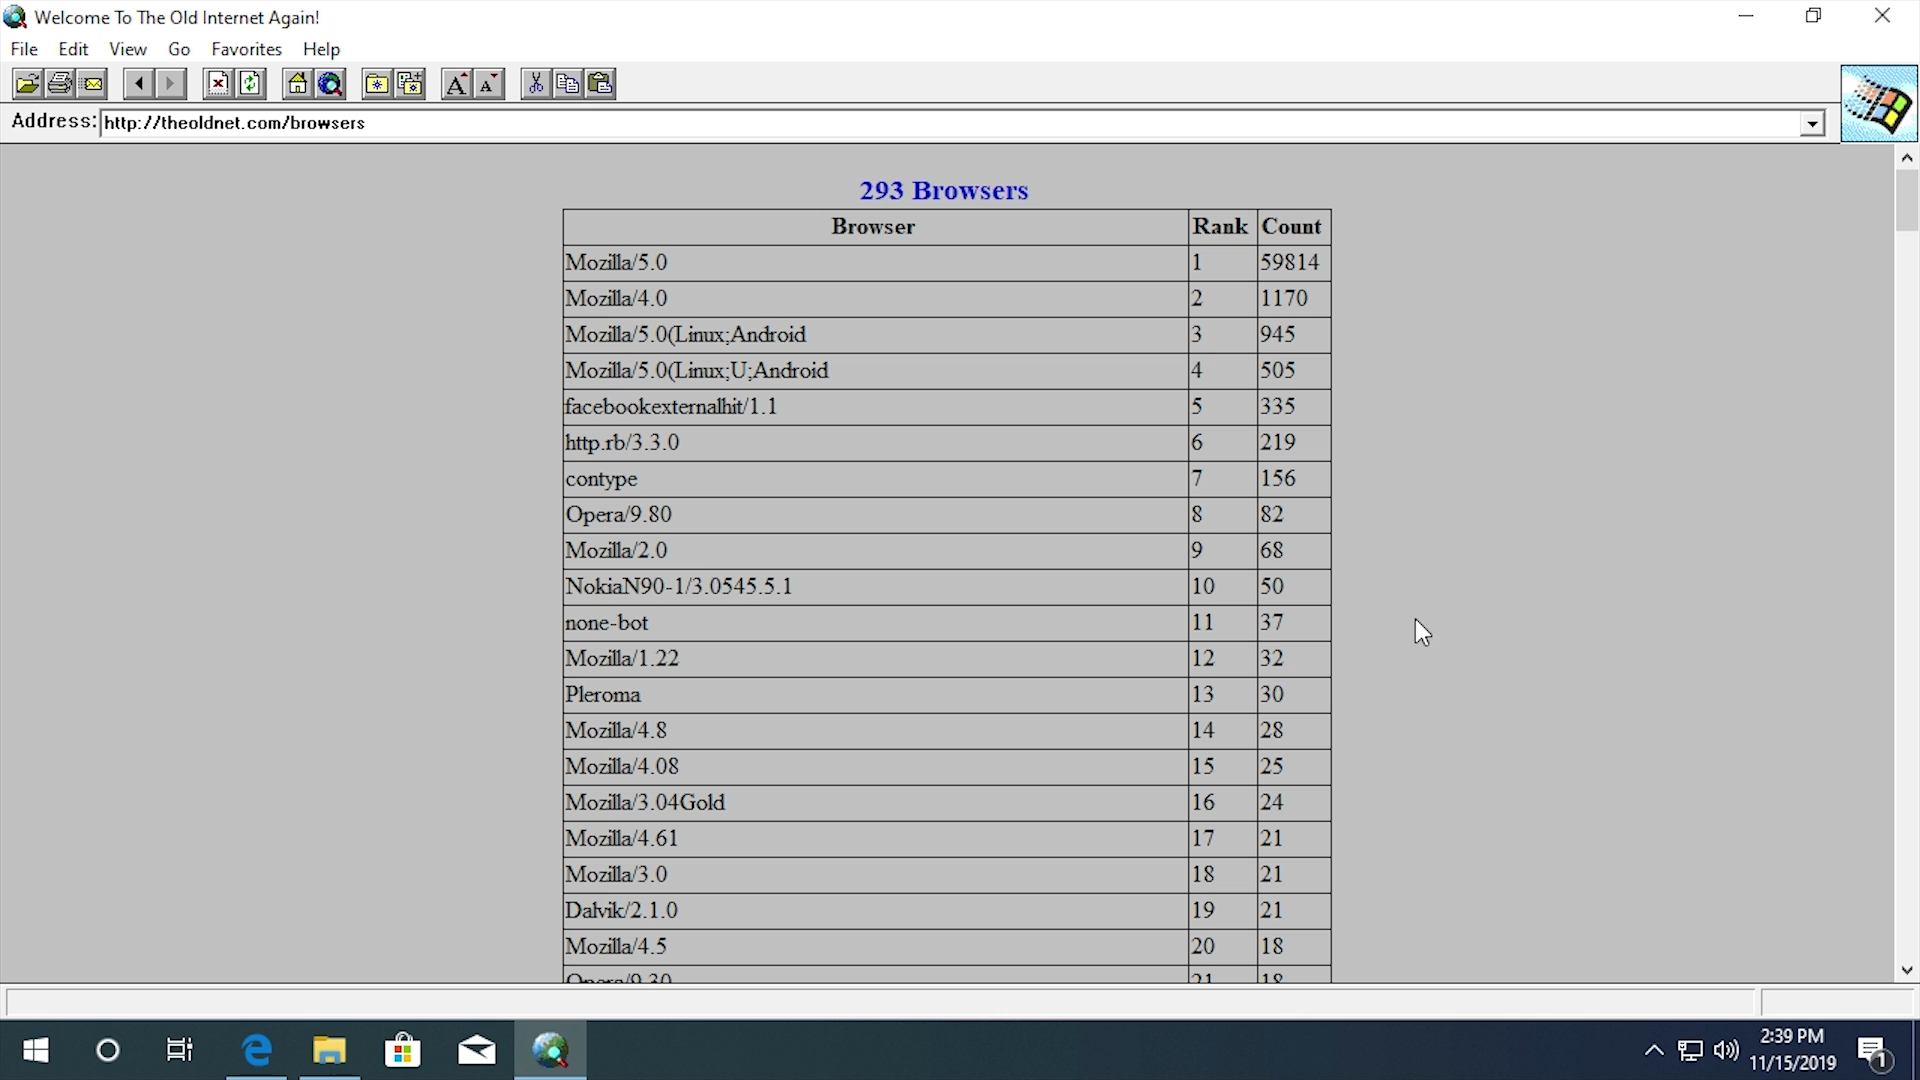 Welcome To The Old Internet Again!
File Edit View Go Favorites Help
Address: http://theoldnet.com/browsers
293 Browsers
Browser Rank Count
Mozilla/5.0 1 59814
Mozilla/4.0 2 1170
Mozilla/5.0(Linux;Android 3 945
Mozilla/5.0(Linux;U;Android 4 505
facebookexternalhit/1.1 5 335
http.rb/3.3.0 6 219
contype 7 156
Opera/9.80 8 82
Mozilla/2.0 9 68
NokiaN90-1/3.0545.5.1 10 50
none-bot 11 37
Mozilla/1.22 12 32
Pleroma 13 30
Mozilla/4.8 14 28
Mozilla/4.08 15 25
Mozilla/3.04Gold 16 24
Mozilla/4.61 17 21
Mozilla/3.0 18 21
Dalvik/2.1.0 19 21
Mozilla/4.5 20 18
Opera/9.30 21 18
2:39 PM
11/15/2019
1